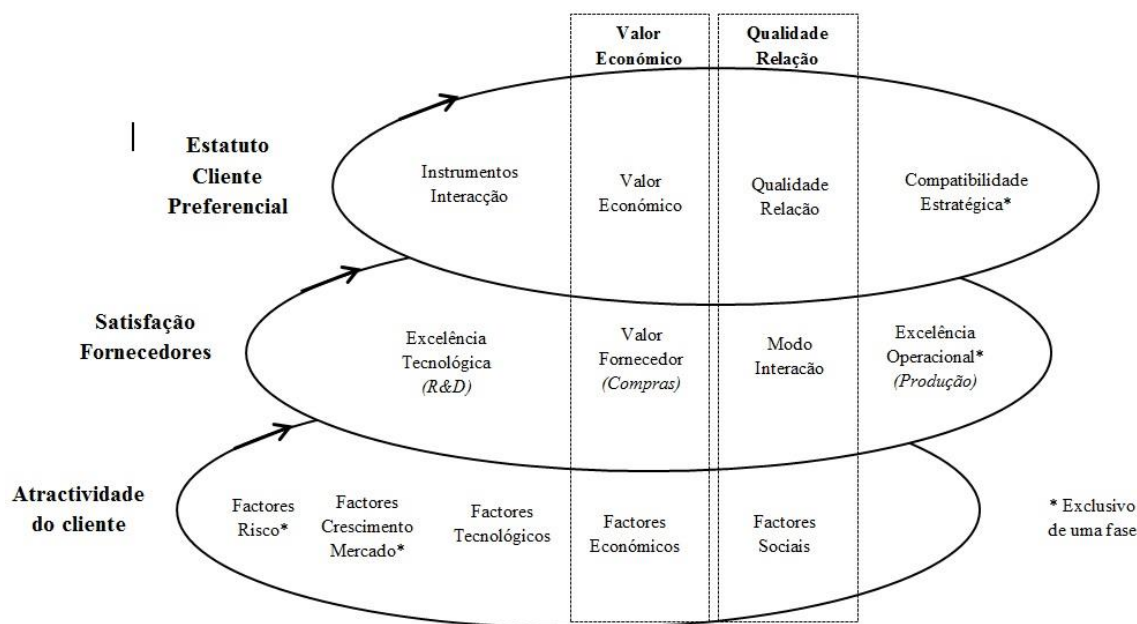 Valor
Económico
Qualidade
Relação
Estatuto
Cliente
Preferencial
Instrumentos
Interacção
Valor
Económico
Qualidade
Relação
Compatibilidade
Estratégica*
Satisfação
Fornecedores
Excelência
Tecnológica
(R&D)
Valor
Fornecedor
(Compras)
Modo
Interacão
Excelência
Operacional*
(Produção)
Atractividade
do cliente
Factores
Risco*
Factores
Crescimento
Mercado*
Factores
Tecnológicos
Factores
Económicos
Factores
Sociais
* Exclusivo
de uma fase